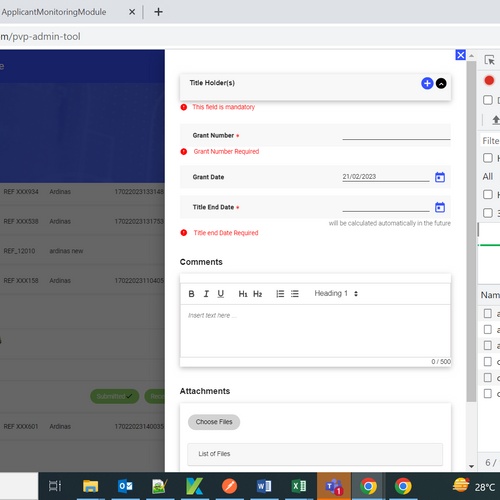 ApplicantMonitoringModule
m/pvp-admin-tool
Title Holder(s)
This field is mandatory
Grant Number *
Grant Number Required
Grant Date 21/02/2023
Title End Date *
will be calculated automatically in the future
Title end Date Required
Comments
B I U H1 H2 Heading 1
Insert text here ...
0 / 500
Attachments
Choose Files
List of Files
REF XXX934 Ardinas 17022023133148
REF XXX538 Ardinas 17022023131753
REF_12010 ardinas new
REF XXX158 Ardinas 17022023110405
Submitted
REF XXX601 Ardinas 17022023140035
Filte
All
Nam
6 /
1
28°C